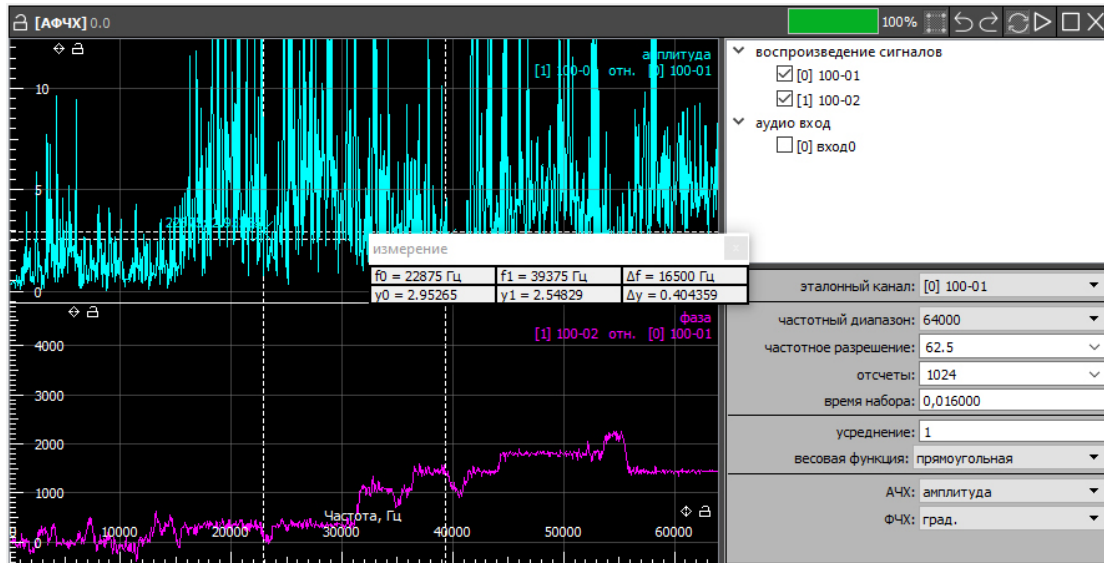 [АФЧХ] 0.0
100%
амплитуда
[1] 100-01 отн. [0] 100-01
10
5
0
измерение
f0 = 22875 Гц
f1 = 39375 Гц
Δf = 16500 Гц
y0 = 2.95265
y1 = 2.54829
Δy = 0.404359
фаза
[1] 100-02 отн. [0] 100-01
4000
3000
2000
1000
0
Частота, Гц
10000
20000
30000
40000
50000
60000
воспроизведение сигналов
[0] 100-01
[1] 100-02
аудио вход
[0] вход0
эталонный канал: [0] 100-01
частотный диапазон: 64000
частотное разрешение: 62.5
отсчеты: 1024
время набора: 0,016000
усреднение: 1
весовая функция: прямоугольная
АЧХ: амплитуда
ФЧХ: град.